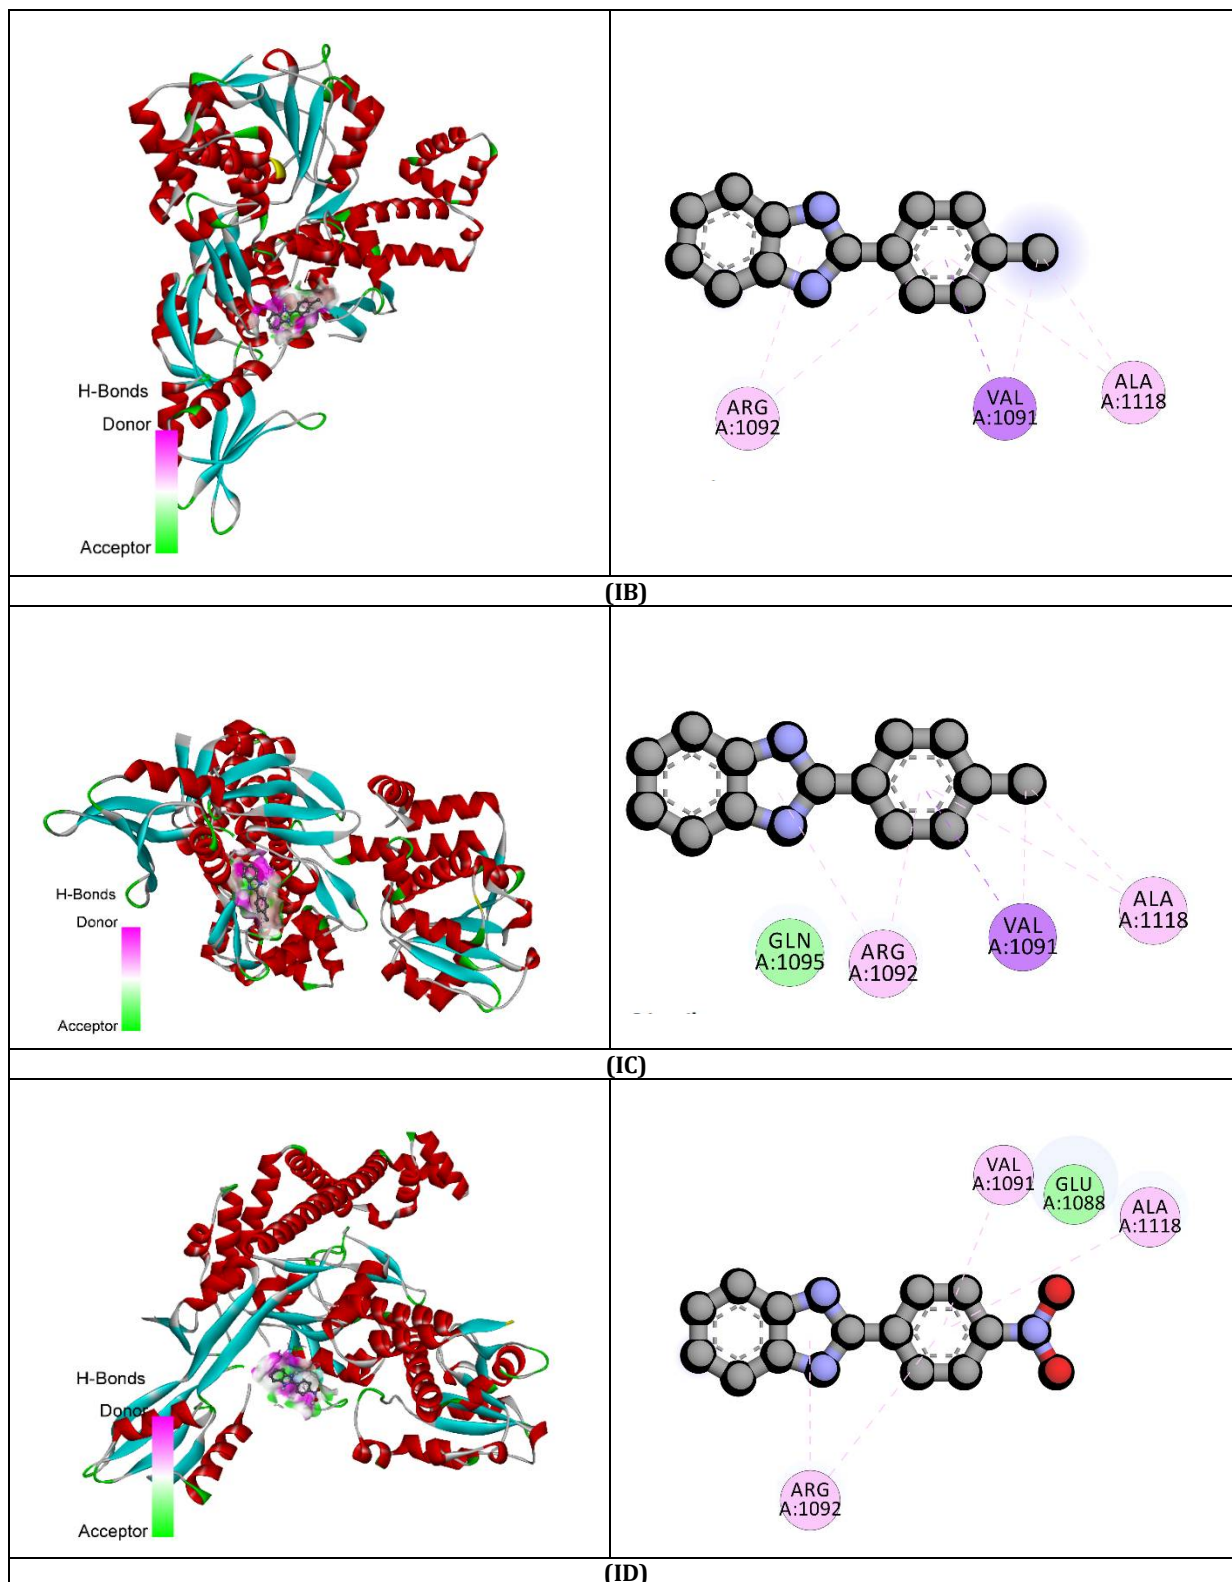 H-Bonds
Donor
Acceptor
ARG
A:1092
VAL
A:1091
ALA
A:1118
(IB)
H-Bonds
Donor
Acceptor
GLN
A:1095
ARG
A:1092
VAL
A:1091
ALA
A:1118
(IC)
H-Bonds
Donor
Acceptor
VAL
A:1091
GLU
A:1088
ALA
A:1118
ARG
A:1092
(ID)